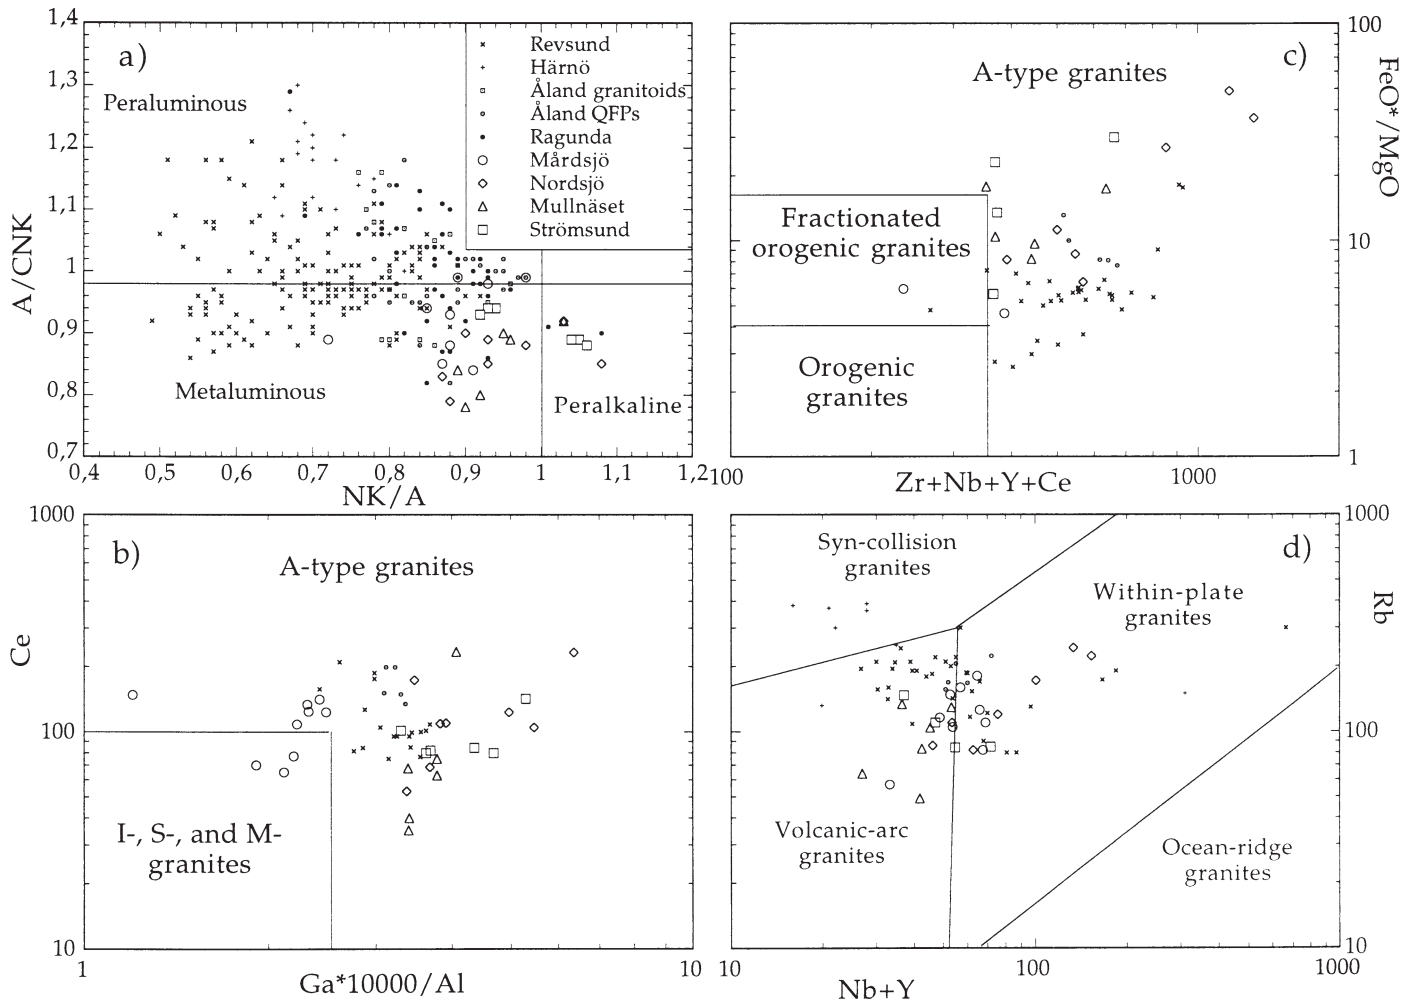 a)
Peraluminous
Metaluminous
Peralkaline
Revsund
Härnö
Åland granitoids
Åland QFPs
Ragunda
Mårdsjö
Nordsjö
Mullnäset
Strömsund
A/CNK
1,4
1,3
1,2
1,1
1
0,9
0,8
0,7
0,4
0,5
0,6
0,7
0,8
0,9
1
1,1
1,2
NK/A
c)
A-type granites
Fractionated
orogenic granites
Orogenic
granites
100
10
1
FeO*/MgO
100
1000
Zr+Nb+Y+Ce
b)
A-type granites
I-, S-, and M-
granites
Ce
1000
100
10
1
10
Ga*10000/Al
d)
Syn-collision
granites
Within-plate
granites
Volcanic-arc
granites
Ocean-ridge
granites
1000
100
10
Rb
10
100
1000
Nb+Y